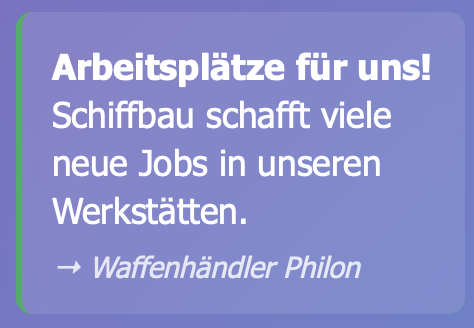 Arbeitsplätze für uns!
Schiffbau schafft viele
neue Jobs in unseren
Werkstätten.
→ Waffenhändler Philon